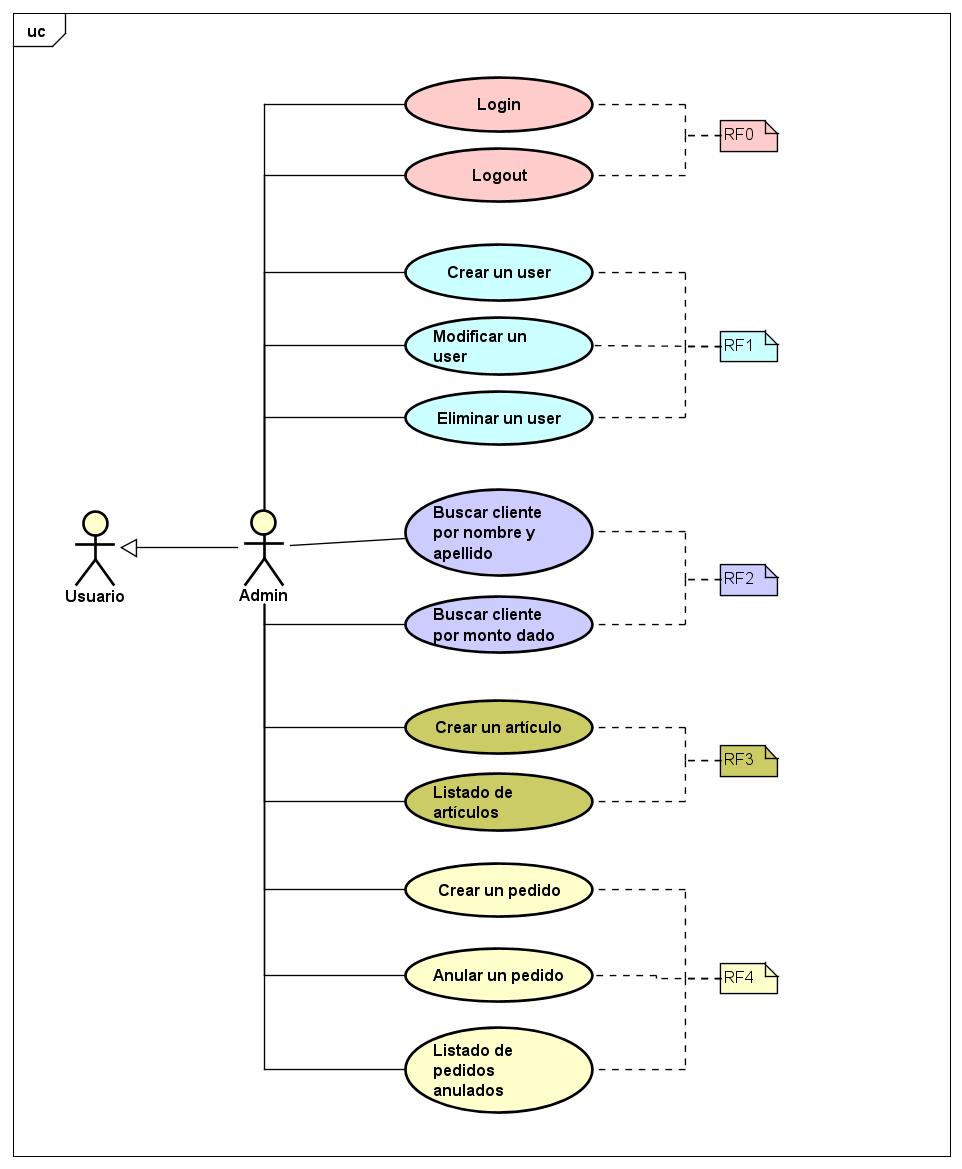 uc
Login
RF0
Logout
Crear un user
Modificar un
user
RF1
Eliminar un user
Buscar cliente
por nombre y
apellido
RF2
Usuario
Admin
Buscar cliente
por monto dado
Crear un artículo
RF3
Listado de
artículos
Crear un pedido
Anular un pedido
RF4
Listado de
pedidos
anulados